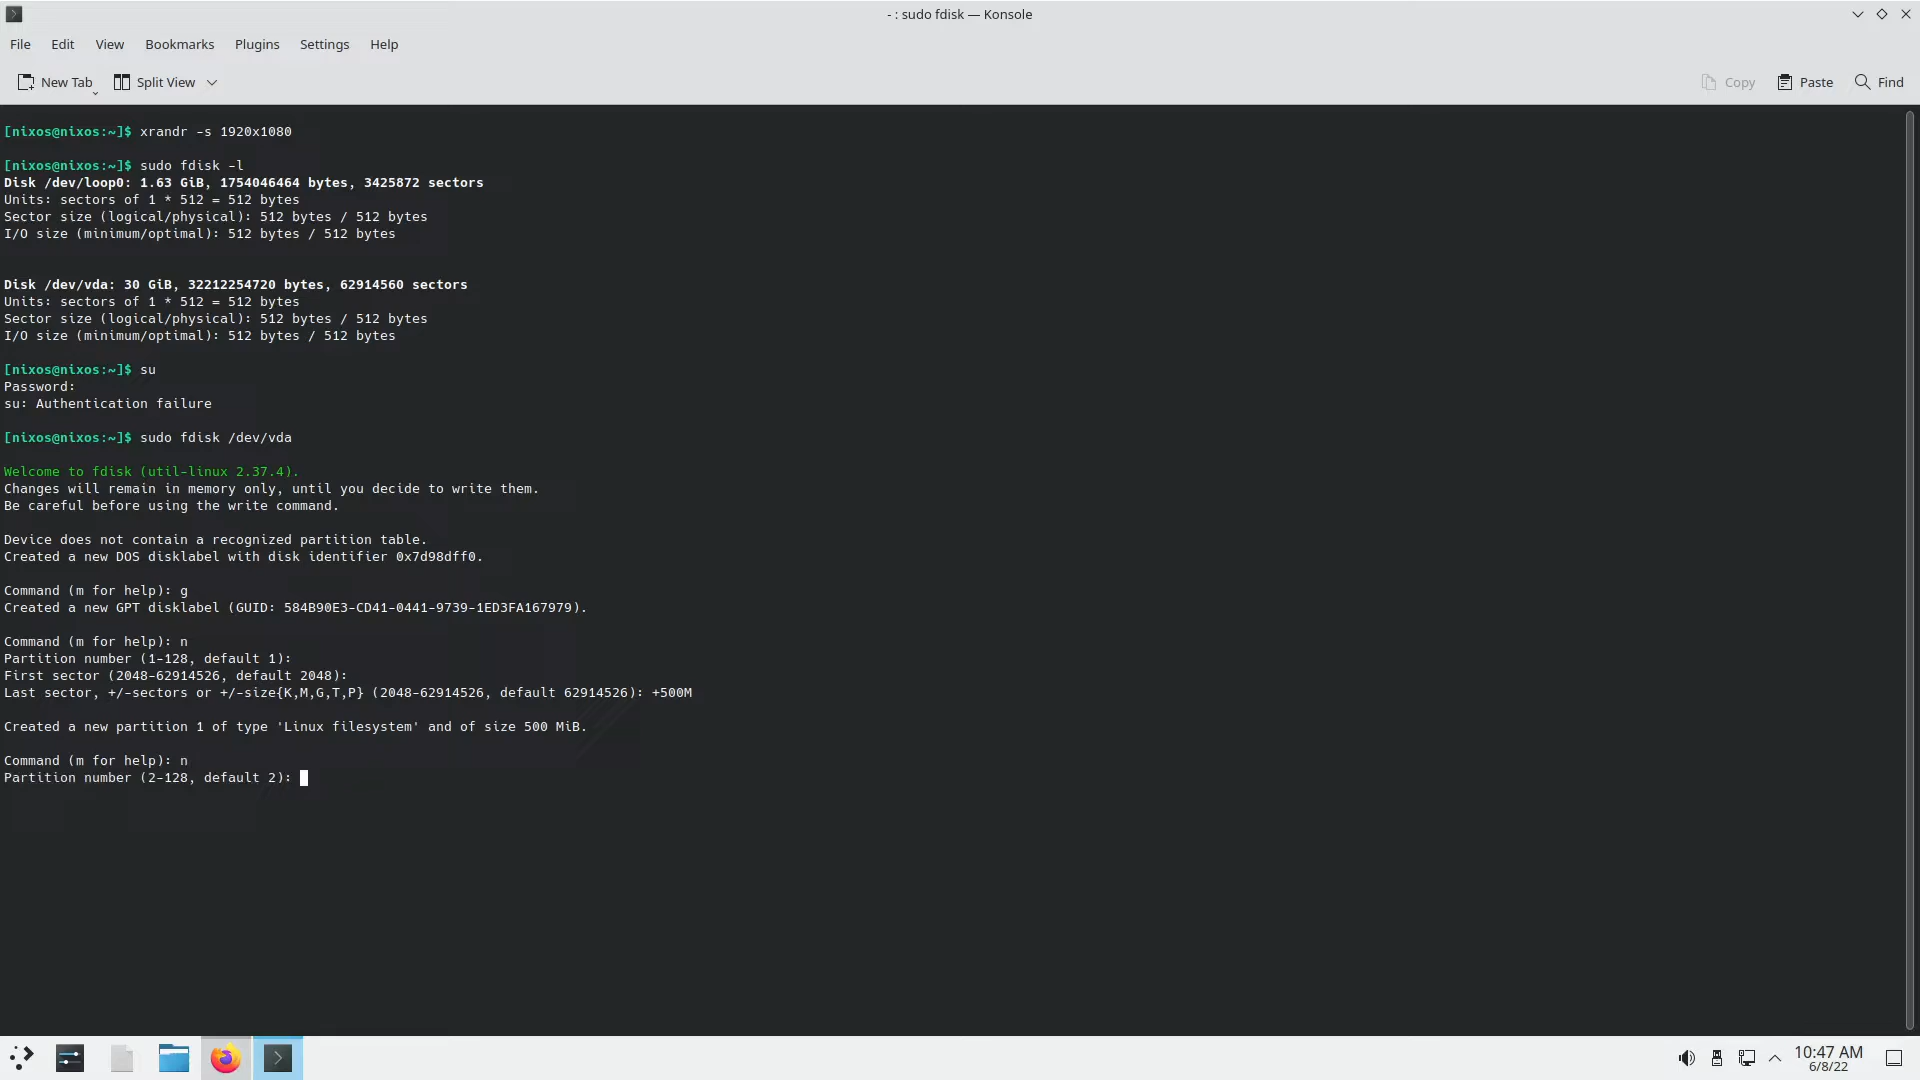 - : sudo fdisk — Konsole
File Edit View Bookmarks Plugins Settings Help
New Tab Split View Copy Paste Find
[nixos@nixos:~]$ xrandr -s 1920x1080
[nixos@nixos:~]$ sudo fdisk -l
Disk /dev/loop0: 1.63 GiB, 1754046464 bytes, 3425872 sectors
Units: sectors of 1 * 512 = 512 bytes
Sector size (logical/physical): 512 bytes / 512 bytes
I/O size (minimum/optimal): 512 bytes / 512 bytes
Disk /dev/vda: 30 GiB, 32212254720 bytes, 62914560 sectors
Units: sectors of 1 * 512 = 512 bytes
Sector size (logical/physical): 512 bytes / 512 bytes
I/O size (minimum/optimal): 512 bytes / 512 bytes
[nixos@nixos:~]$ su
Password:
su: Authentication failure
[nixos@nixos:~]$ sudo fdisk /dev/vda
Welcome to fdisk (util-linux 2.37.4).
Changes will remain in memory only, until you decide to write them.
Be careful before using the write command.
Device does not contain a recognized partition table.
Created a new DOS disklabel with disk identifier 0x7d98dff0.
Command (m for help): g
Created a new GPT disklabel (GUID: 584B90E3-CD41-0441-9739-1ED3FA167979).
Command (m for help): n
Partition number (1-128, default 1):
First sector (2048-62914526, default 2048):
Last sector, +/-sectors or +/-size{K,M,G,T,P} (2048-62914526, default 62914526): +500M
Created a new partition 1 of type 'Linux filesystem' and of size 500 MiB.
Command (m for help): n
Partition number (2-128, default 2):
10:47 AM
6/8/22